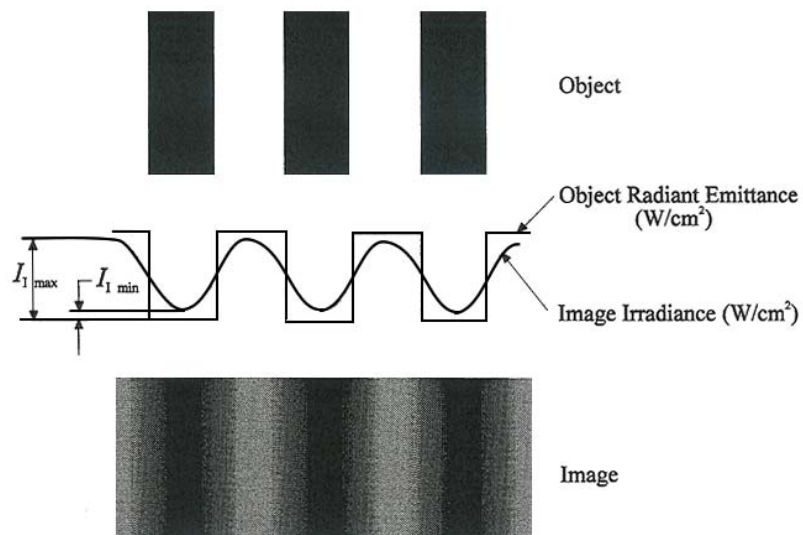 Object
Object Radiant Emittance
(W/cm²)
I_I max
I_I min
Image Irradiance (W/cm²)
Image